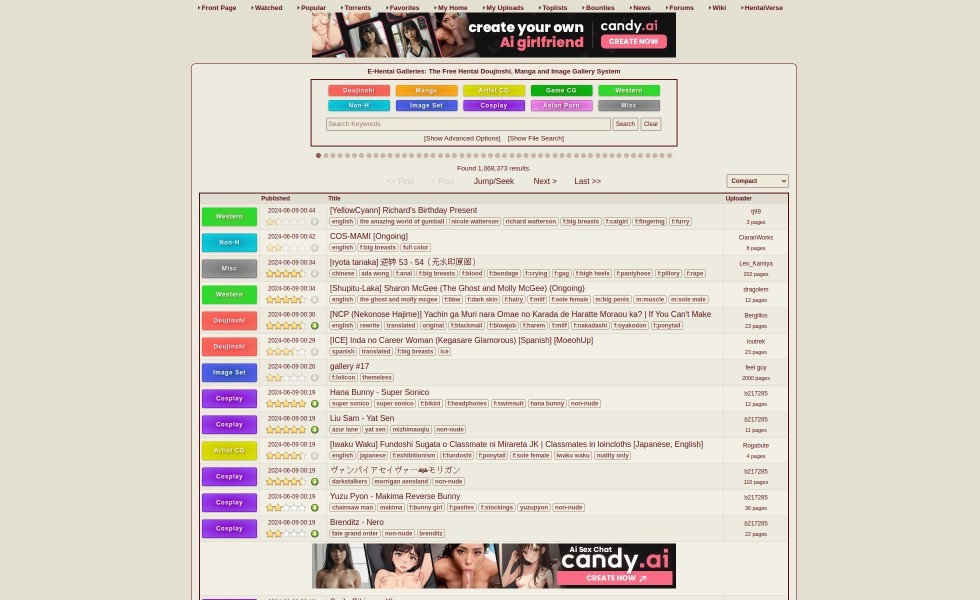 Front Page Watched Popular Torrents Favorites My Home My Uploads Toplists Bounties News Forums Wiki HentaiVerse
create your own
Ai girlfriend
candy.ai
CREATE NOW
E-Hentai Galleries: The Free Hentai Doujinshi, Manga and Image Gallery System
Doujinshi Manga Artist CG Game CG Western
Non-H Image Set Cosplay Asian Porn Misc
Search Keywords Search Clear
[Show Advanced Options] [Show File Search]
Found 1,068,373 results.
<< First < Prev Jump/Seek Next > Last >> Compact
Published Title Uploader
Western 2024-06-09 00:44 [YellowCyann] Richard's Birthday Present tj99
english the amazing world of gumball nicole watterson richard watterson f:big breasts f:catgirl f:fingering f:furry 3 pages
Non-H 2024-06-09 00:42 COS-MAMI [Ongoing] CiaranWorks
english f:big breasts full color 8 pages
Misc 2024-06-09 00:34 [ryota tanaka] 逆转 53 - 54 (无水印原图) Leo_Kamiya
chinese ada wong f:anal f:big breasts f:blood f:bondage f:crying f:gag f:high heels f:pantyhose f:pillory f:rape 202 pages
Western 2024-06-09 00:34 [Shupitu-Laka] Sharon McGee (The Ghost and Molly McGee) (Ongoing) dragolem
english the ghost and molly mcgee f:bbw f:dark skin f:hairy f:milf f:sole female m:big penis m:muscle m:sole male 12 pages
Doujinshi 2024-06-09 00:30 [NCP (Nekonose Hajime)] Yachin ga Muri nara Omae no Karada de Haratte Moraou ka? | If You Can't Make Bergillos
english rewrite translated original f:blackmail f:blowjob f:harem f:milf f:nakadashi f:oyakodon f:ponytail 23 pages
Doujinshi 2024-06-09 00:29 [ICE] Inda no Career Woman (Kegasare Glamorous) [Spanish] [MoeohUp] loutrek
spanish translated f:big breasts ice 23 pages
Image Set 2024-06-09 00:26 gallery #17 feel guy
f:lolicon themeless 2000 pages
Cosplay 2024-06-09 00:19 Hana Bunny - Super Sonico b217285
super sonico super sonico f:bikini f:headphones f:swimsuit hana bunny non-nude 12 pages
Cosplay 2024-06-09 00:19 Liu Sam - Yat Sen b217285
azur lane yat sen mizhimaoqiu non-nude 11 pages
Artist CG 2024-06-09 00:19 [Iwaku Waku] Fundoshi Sugata o Classmate ni Mirareta JK | Classmates in loincloths [Japanese, English] Rogabute
english japanese f:exhibitionism f:fundoshi f:ponytail f:sole female iwaku waku nudity only 4 pages
Cosplay 2024-06-09 00:19 ヴァンパイアセイヴァー🦇モリガン b217285
darkstalkers morrigan aensland non-nude 110 pages
Cosplay 2024-06-09 00:19 Yuzu Pyon - Makima Reverse Bunny b217285
chainsaw man makima f:bunny girl f:pasties f:stockings yuzupyon non-nude 36 pages
Cosplay 2024-06-09 00:19 Brenditz - Nero b217285
fate grand order non-nude brenditz 22 pages
Ai Sex Chat
candy.ai
CREATE NOW